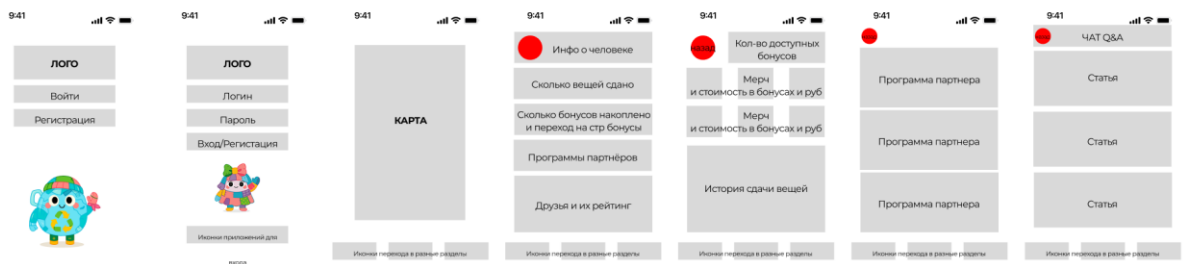 9:41
ЛОГО
Войти
Регистрация
9:41
ЛОГО
Логин
Пароль
Вход/Регистация
Иконки приложений для
входа
9:41
КАРТА
Иконки перехода в разные разделы
9:41
Инфо о человеке
Сколько вещей сдано
Сколько бонусов накоплено
и переход на стр бонусы
Программы партнёров
Друзья и их рейтинг
Иконки перехода в разные разделы
9:41
назад
Кол-во доступных
бонусов
Мерч
и стоимость в бонусах и руб
Мерч
и стоимость в бонусах и руб
История сдачи вещей
Иконки перехода в разные разделы
9:41
Программа партнера
Программа партнера
Программа партнера
Иконки перехода в разные разделы
9:41
ЧАТ Q&A
Статья
Статья
Статья
Иконки перехода в разные разделы